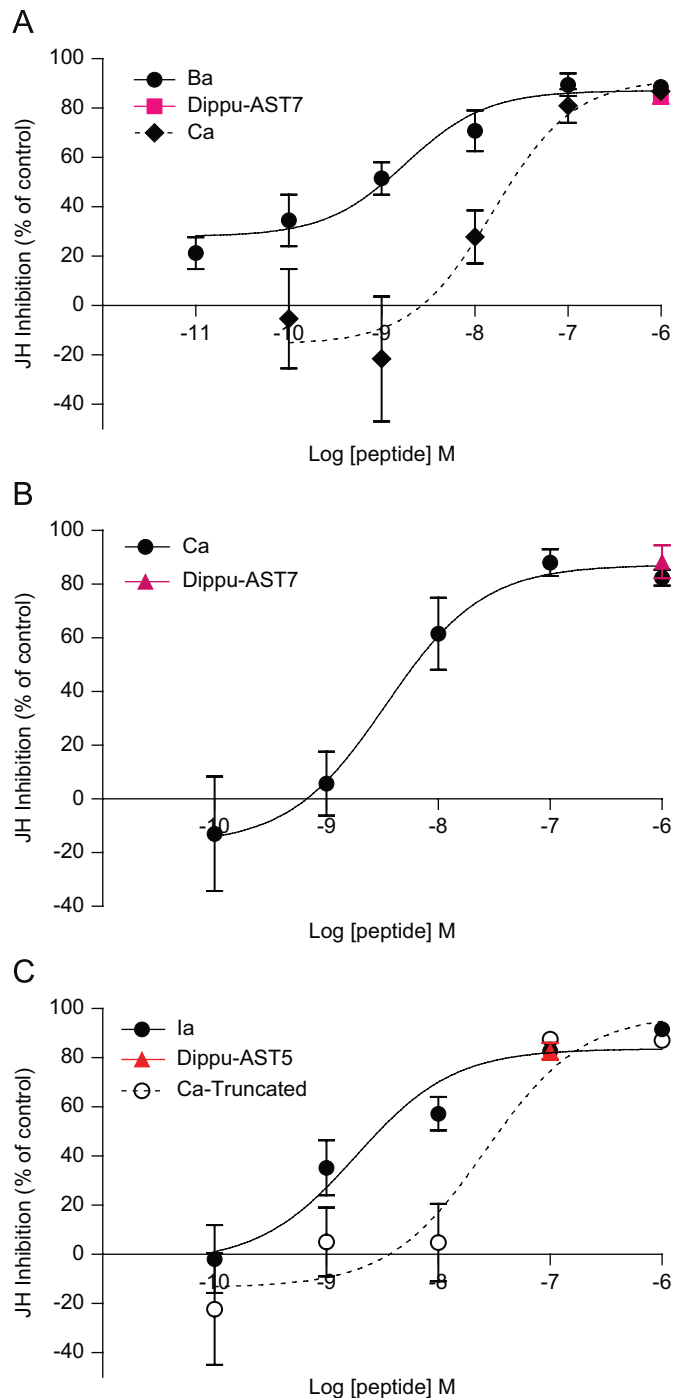 A
100
80
60
40
20
0
-20
-40
JH Inhibition (% of control)
Ba
Dippu-AST7
Ca
-11 -10 -9 -8 -7 -6
Log [peptide] M
B
100
80
60
40
20
0
-20
-40
JH Inhibition (% of control)
Ca
Dippu-AST7
-10 -9 -8 -7 -6
Log [peptide] M
C
100
80
60
40
20
0
-20
-40
JH Inhibition (% of control)
Ia
Dippu-AST5
Ca-Truncated
-10 -9 -8 -7 -6
Log [peptide] M